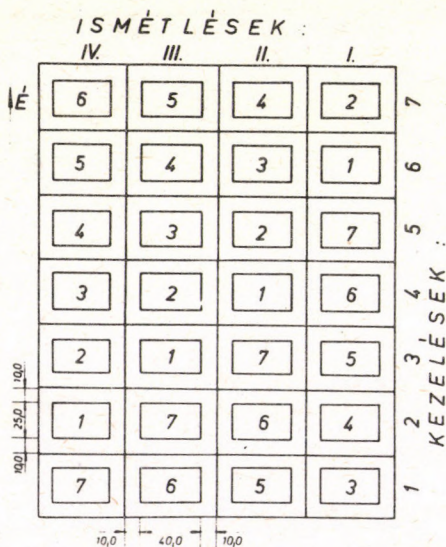 ISMÉTLÉSEK :
IV. III. II. I.
É
6 5 4 2 7
5 4 3 1 6
4 3 2 7 5
3 2 1 6 4
2 1 7 5 3
1 7 6 4 2
7 6 5 3 1
KEZELÉSEK :
10,0
25,0
10,0
10,0 40,0 10,0